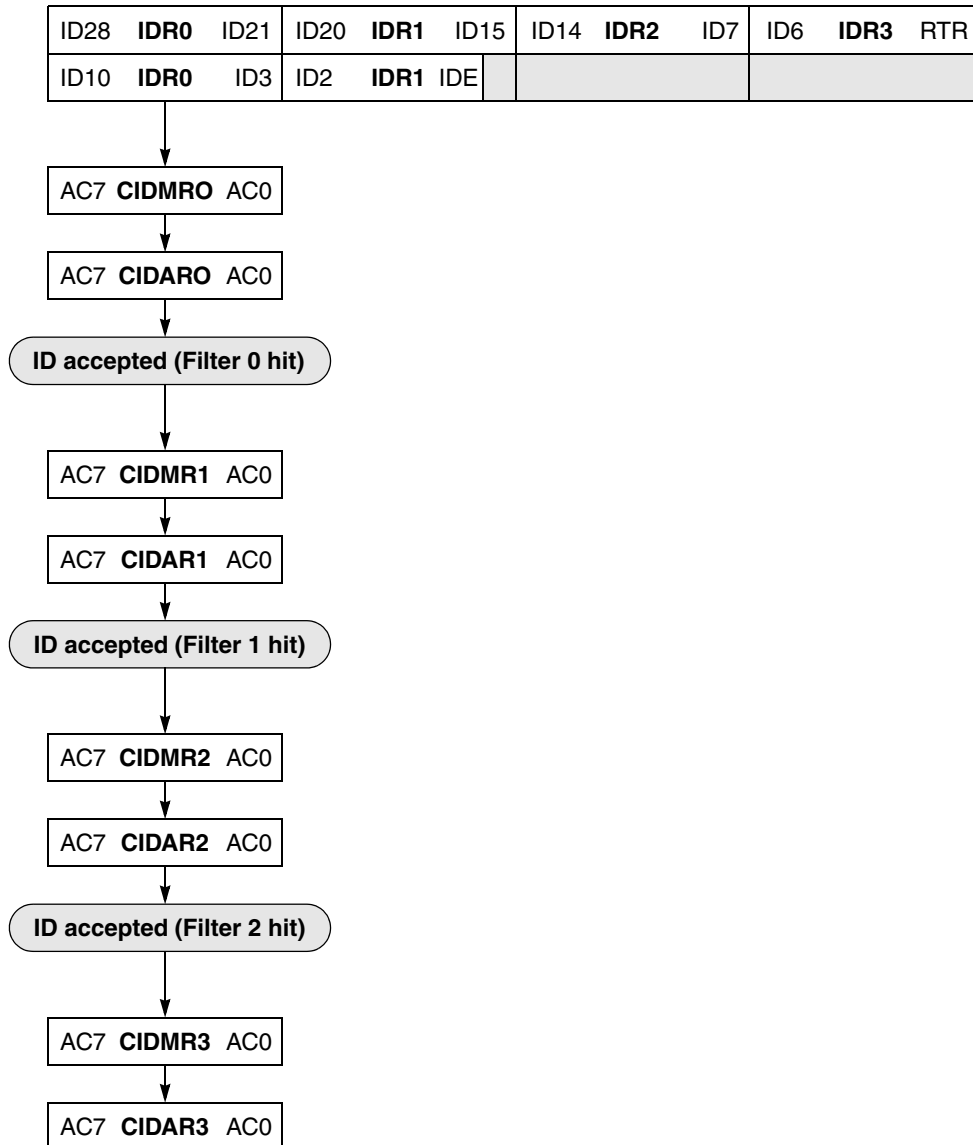 ID28 IDR0 ID21 ID20 IDR1 ID15 ID14 IDR2 ID7 ID6 IDR3 RTR
ID10 IDR0 ID3 ID2 IDR1 IDE
AC7 CIDMRO AC0
AC7 CIDARO AC0
ID accepted (Filter 0 hit)
AC7 CIDMR1 AC0
AC7 CIDAR1 AC0
ID accepted (Filter 1 hit)
AC7 CIDMR2 AC0
AC7 CIDAR2 AC0
ID accepted (Filter 2 hit)
AC7 CIDMR3 AC0
AC7 CIDAR3 AC0